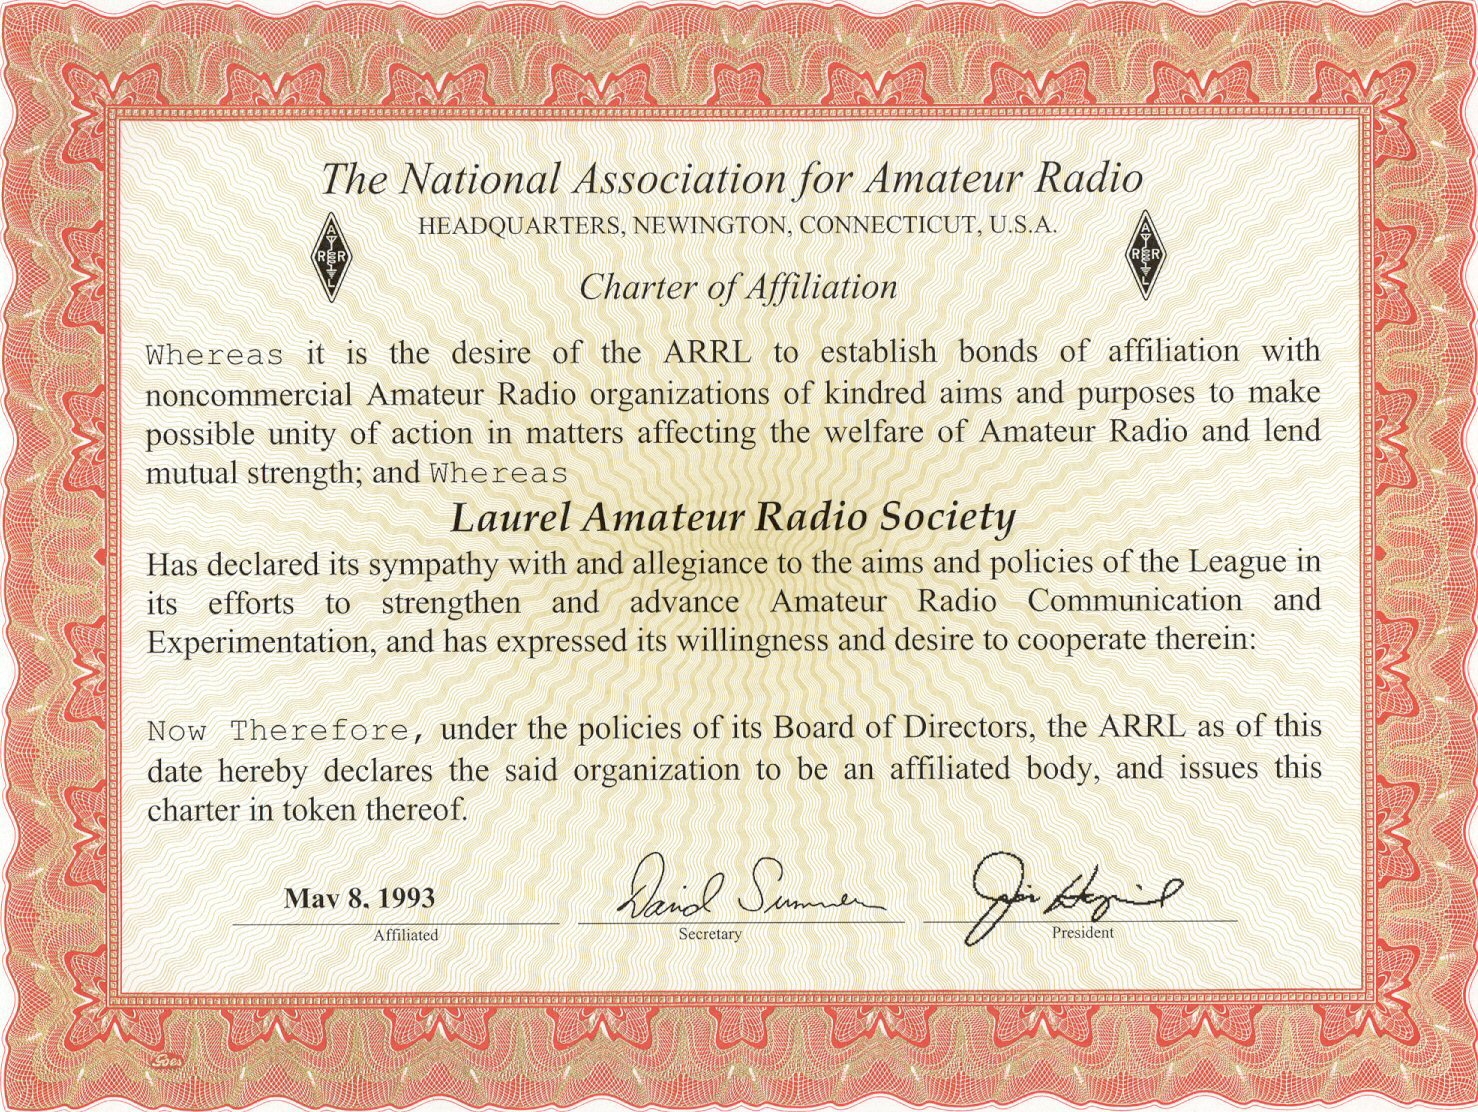 The National Association for Amateur Radio
HEADQUARTERS, NEWINGTON, CONNECTICUT, U.S.A.
A
R R
L
A
R R
L
Charter of Affiliation
Whereas it is the desire of the ARRL to establish bonds of affiliation with
noncommercial Amateur Radio organizations of kindred aims and purposes to make
possible unity of action in matters affecting the welfare of Amateur Radio and lend
mutual strength; and Whereas
Laurel Amateur Radio Society
Has declared its sympathy with and allegiance to the aims and policies of the League in
its efforts to strengthen and advance Amateur Radio Communication and
Experimentation, and has expressed its willingness and desire to cooperate therein:
Now Therefore, under the policies of its Board of Directors, the ARRL as of this
date hereby declares the said organization to be an affiliated body, and issues this
charter in token thereof.
May 8, 1993
David Sumner
Affiliated
Secretary
President
Goes